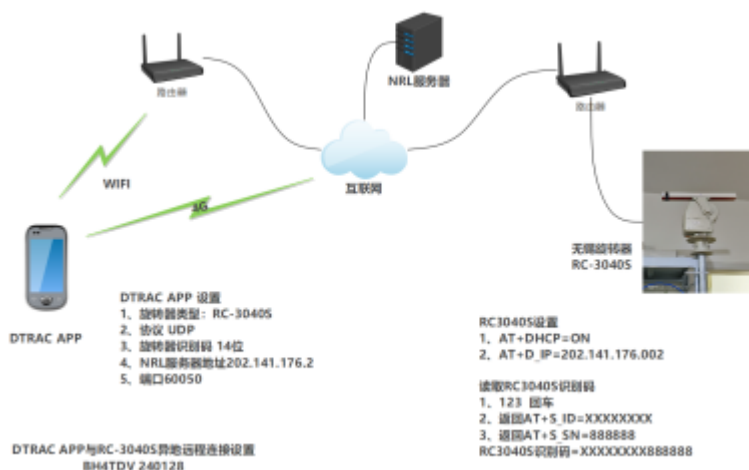 NRL服务器
路由器
路由器
WIFI
互联网
4G
无线旋转器
RC-3040S
DTRAC APP
DTRAC APP 设置
1、旋转器类型：RC-3040S
2、协议 UDP
3、旋转器识别码 14位
4、NRL服务器地址202.141.176.2
5、端口60050
RC3040S设置
1、AT+DHCP=ON
2、AT+D_IP=202.141.176.002
读取RC3040S识别码
1、123 回车
2、返回AT+S_ID=XXXXXXXX
3、返回AT+S_SN=888888
RC3040S识别码=XXXXXXXX888888
DTRAC APP与RC-3040S异地远程连接设置
BH4TDV 240128